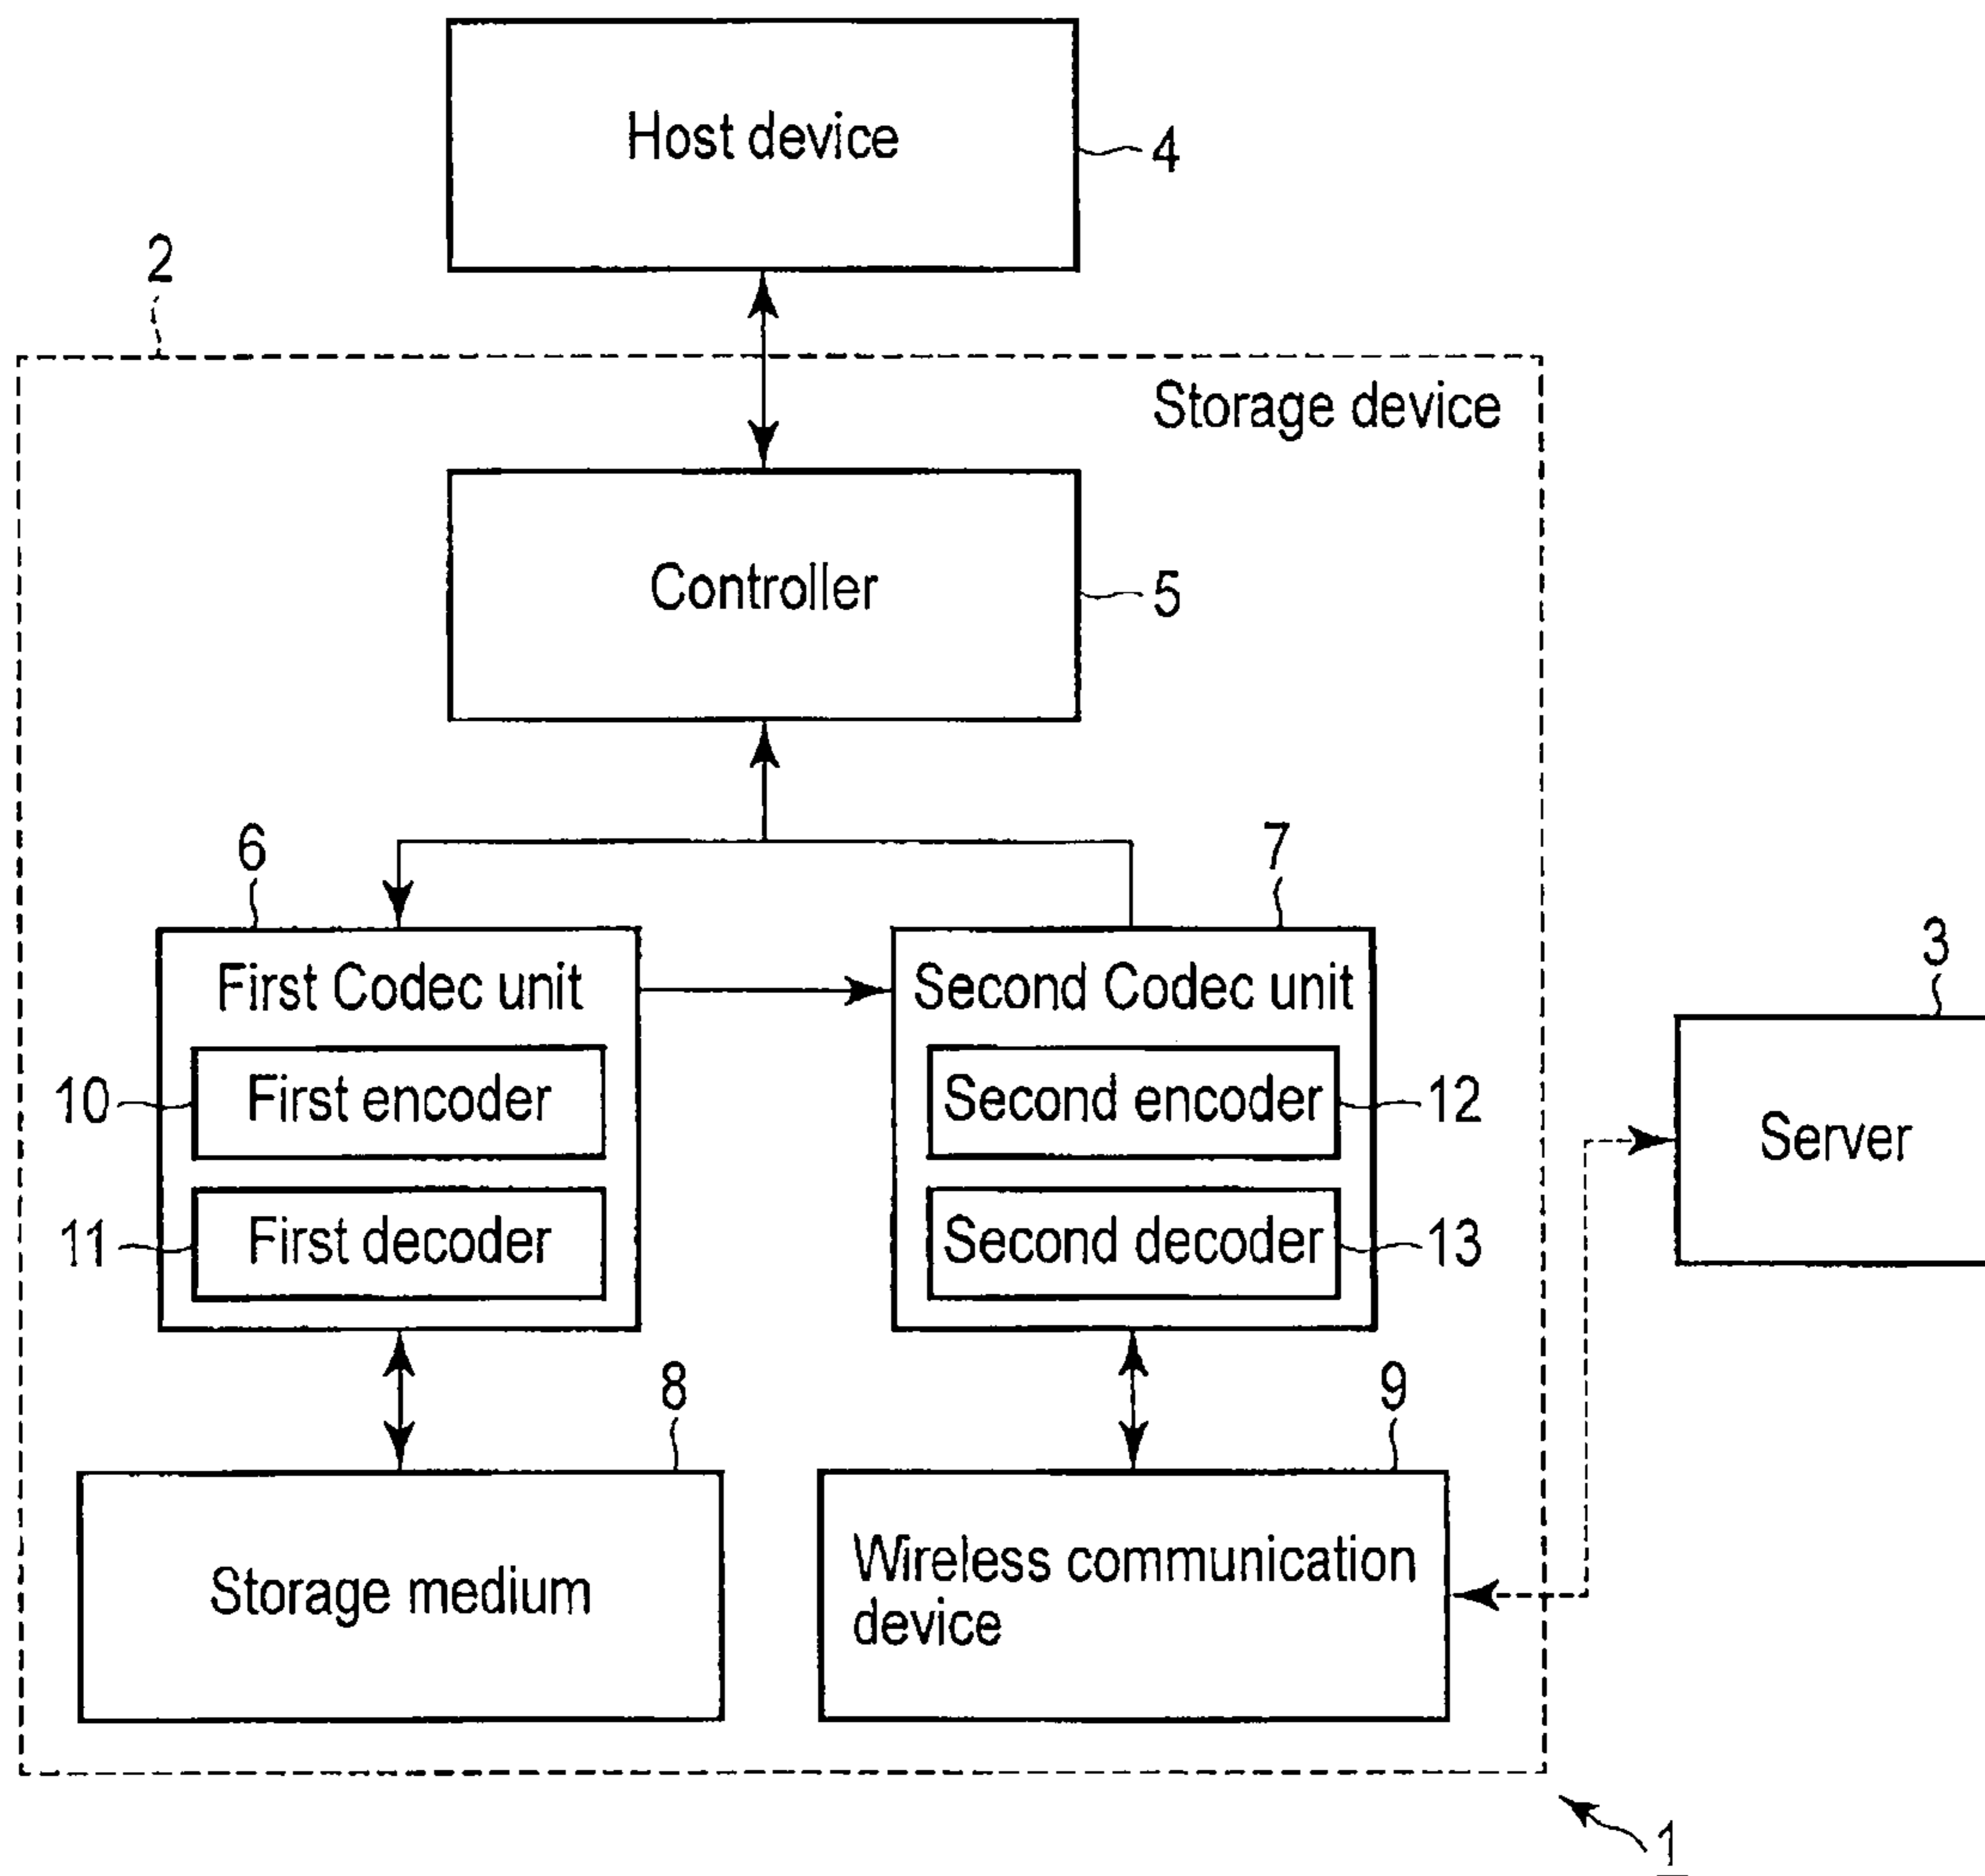 Host device
4
2
Storage device
Controller
5
6
7
First Codec unit
Second Codec unit
3
10
First encoder
Second encoder
12
Server
11
First decoder
Second decoder
13
8
9
Storage medium
Wireless communication
device
1